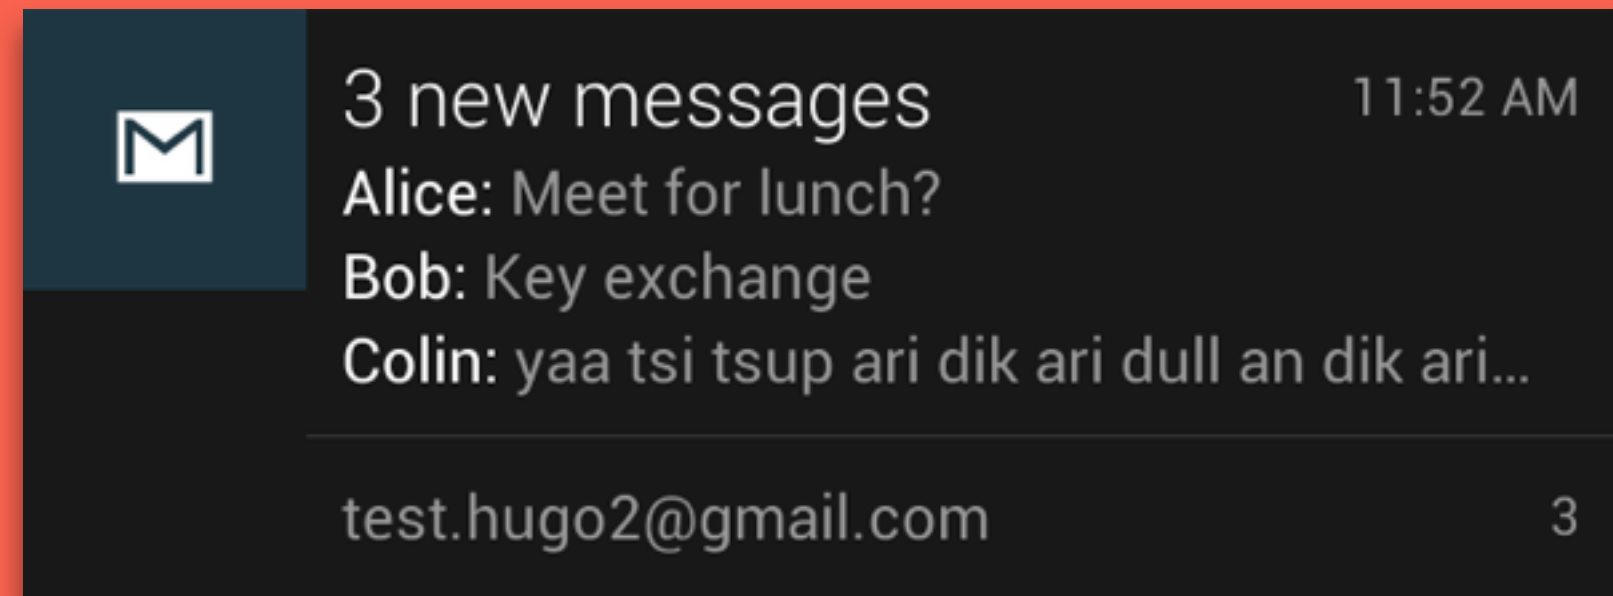 3 new messages 11:52 AM
Alice: Meet for lunch?
Bob: Key exchange
Colin: yaa tsi tsup ari dik ari dull an dik ari...
test.hugo2@gmail.com 3